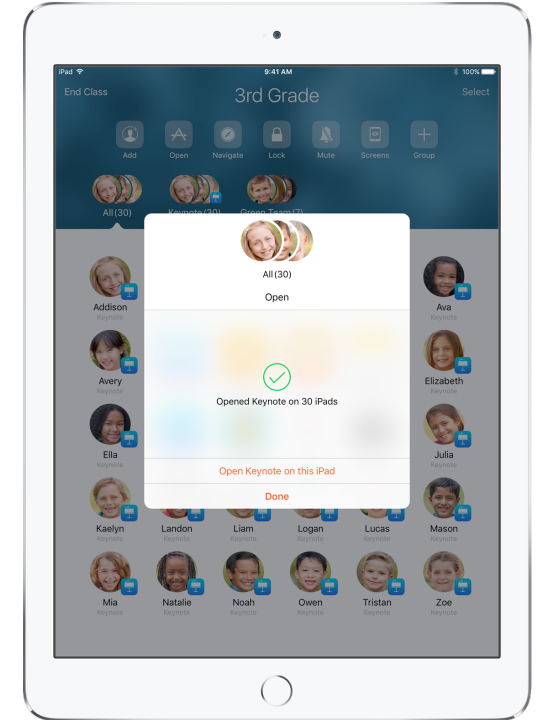 iPad 9:41 AM 100%
End Class 3rd Grade Select
Add Open Navigate Lock Mute Screens Group
All (30) Keynote (30) Green Team (7)
All (30)
Open
Opened Keynote on 30 iPads
Open Keynote on this iPad
Done
Addison Ava
Keynote Keynote
Avery Elizabeth
Keynote Keynote
Ella Julia
Keynote Keynote
Kaelyn Landon Liam Logan Lucas Mason
Keynote Keynote Keynote Keynote Keynote Keynote
Mia Natalie Noah Owen Tristan Zoe
Keynote Keynote Keynote Keynote Keynote Keynote